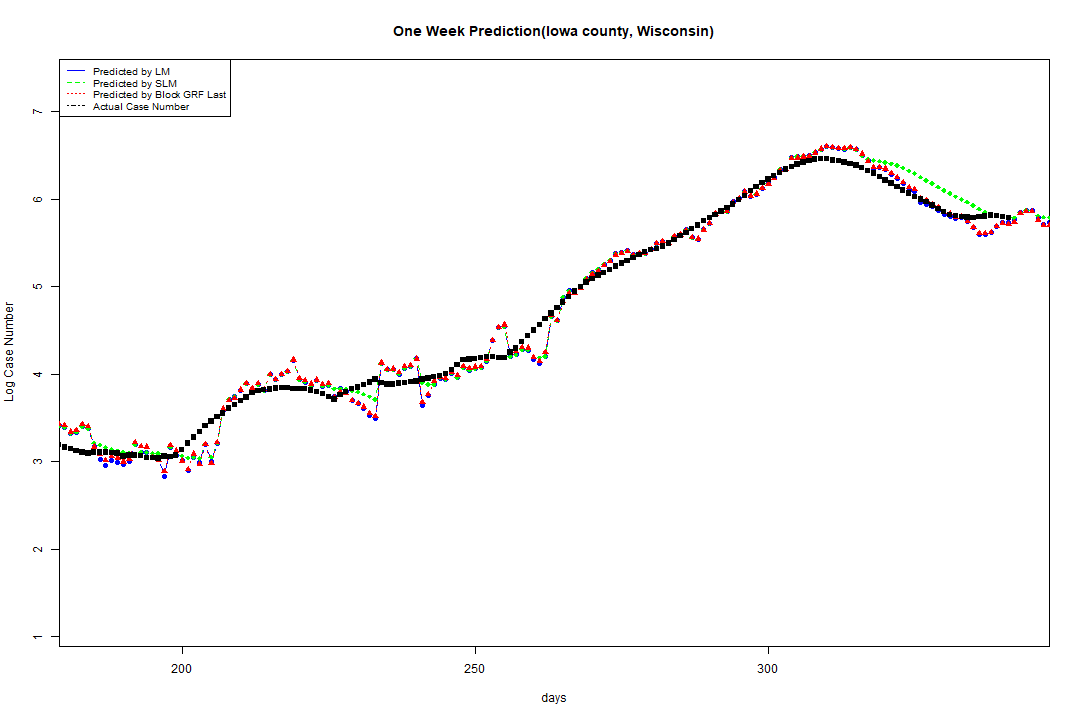 One Week Prediction(Iowa county, Wisconsin)
Predicted by LM
Predicted by SLM
Predicted by Block GRF Last
Actual Case Number
7
6
5
4
3
2
1
Log Case Number
200
250
300
days